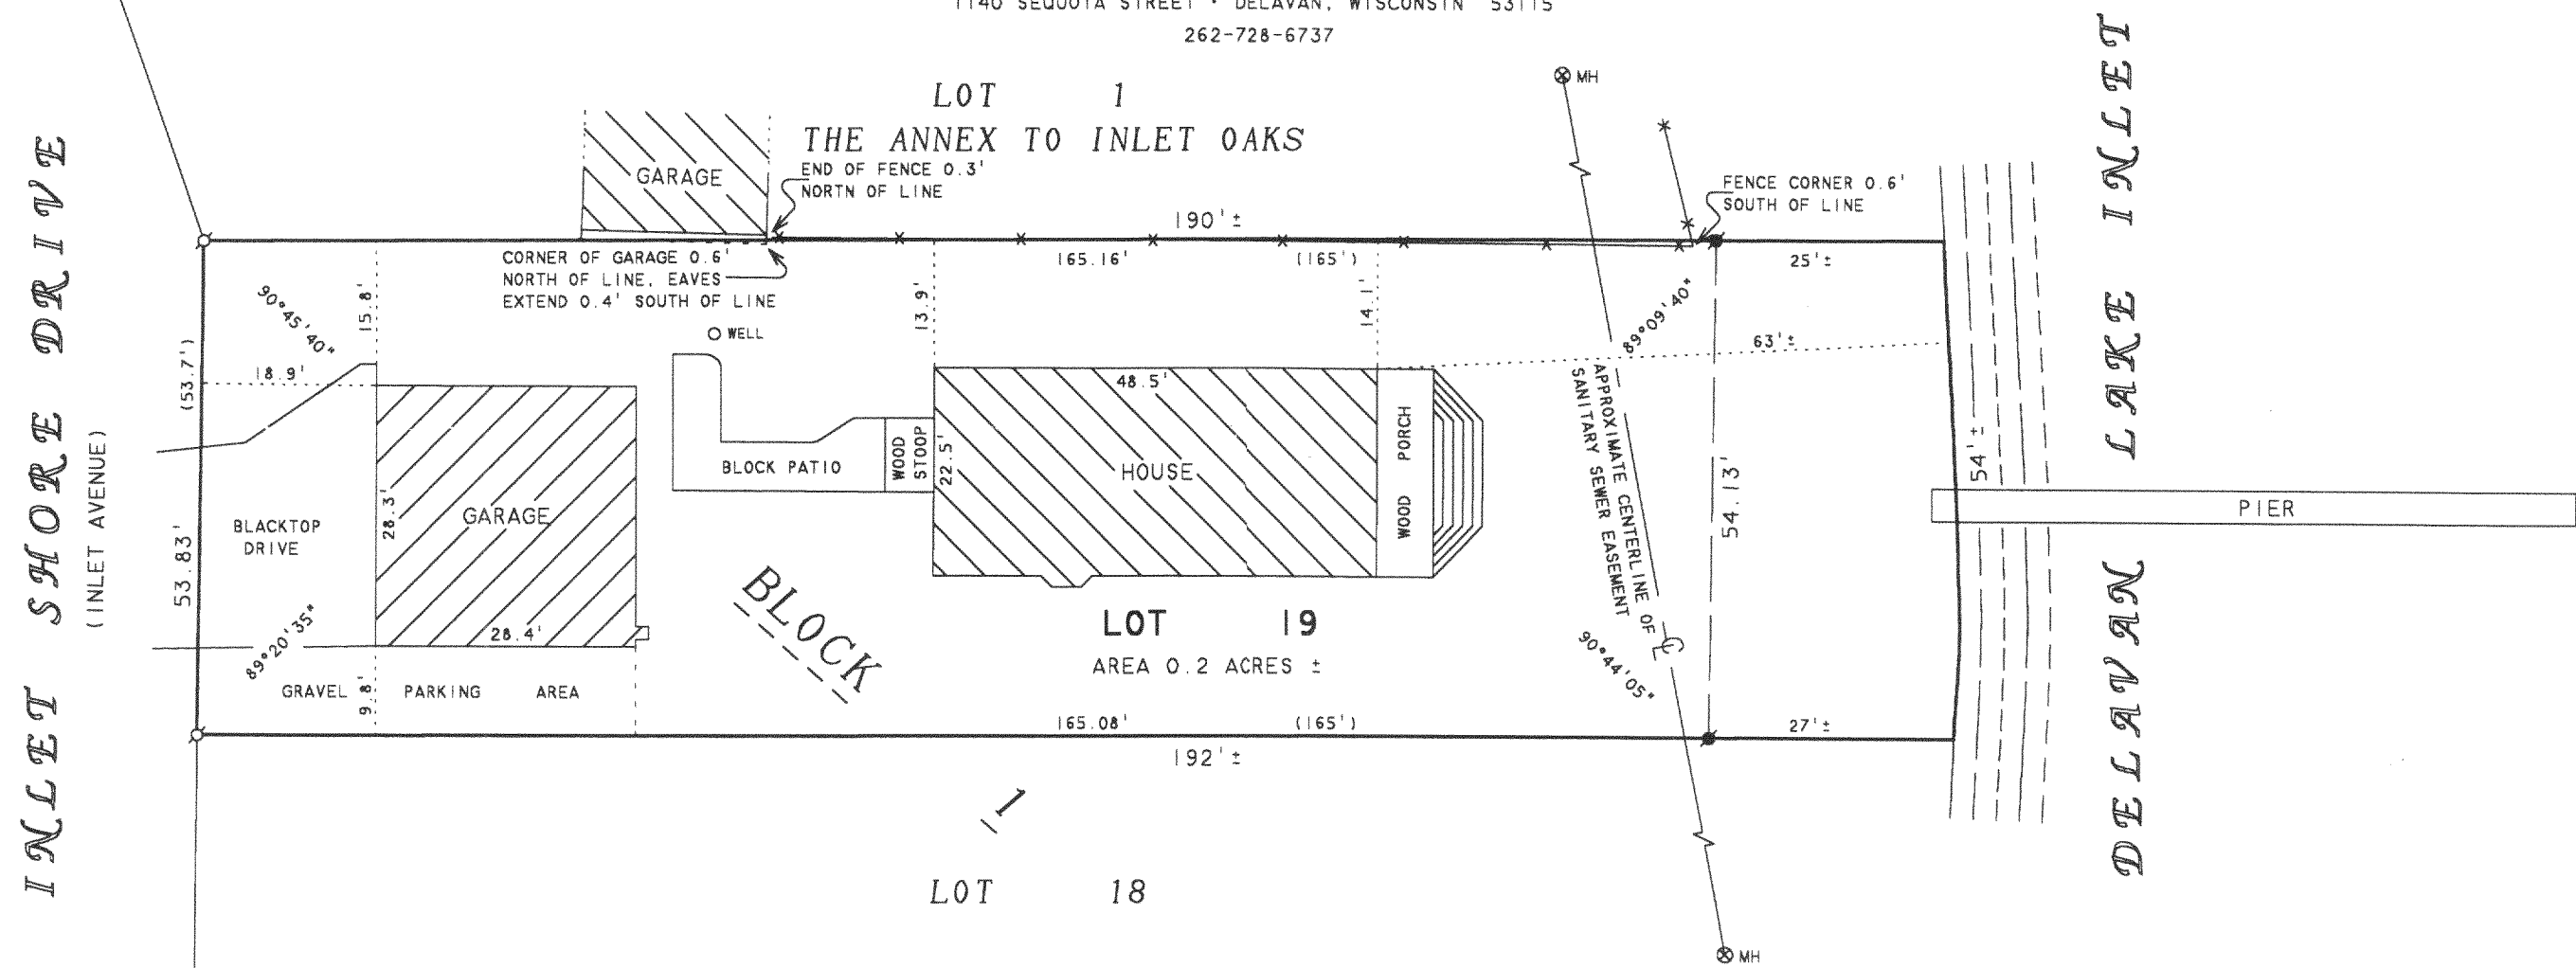 1140 SEQUOIA STREET • DELAVAN, WISCONSIN 53115
262-728-6737
MH
LOT 1
THE ANNEX TO INLET OAKS
GARAGE
END OF FENCE 0.3'
NORTN OF LINE
FENCE CORNER 0.6'
SOUTH OF LINE
190'±
CORNER OF GARAGE 0.6'
NORTH OF LINE, EAVES
EXTEND 0.4' SOUTH OF LINE
165.16' (165')
25'±
90°45'40"
15.8'
13.9'
14.1'
89°09'40"
WELL
63'±
(53.7')
18.9'
48.5'
INLET SHORE DRIVE
(INLET AVENUE)
53.83'
BLACKTOP
DRIVE
28.3'
GARAGE
28.4'
BLOCK PATIO
WOOD
STOOP
22.5'
HOUSE
WOOD PORCH
APPROXIMATE CENTERLINE OF
SANITARY SEWER EASEMENT
54.13'
54'±
PIER
DELAVAN LAKE INLET
89°20'35"
GRAVEL PARKING AREA
9.8'
BLOCK
1
LOT 19
AREA 0.2 ACRES ±
90°44'05"
165.08' (165')
27'±
192'±
LOT 18
MH